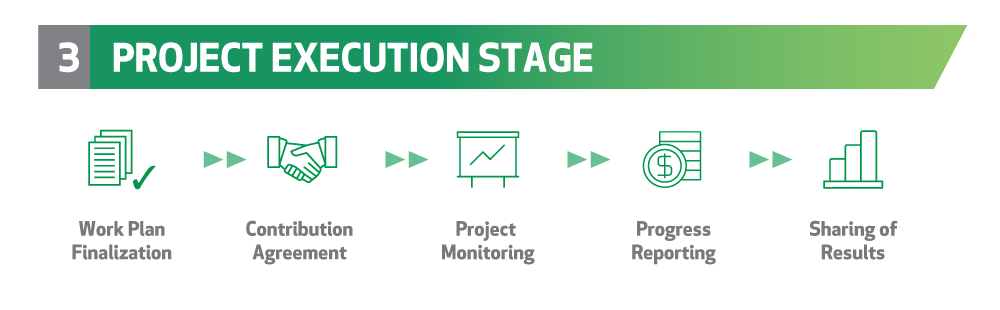 3 PROJECT EXECUTION STAGE
Work Plan
Finalization
Contribution
Agreement
Project
Monitoring
$
Progress
Reporting
Sharing of
Results